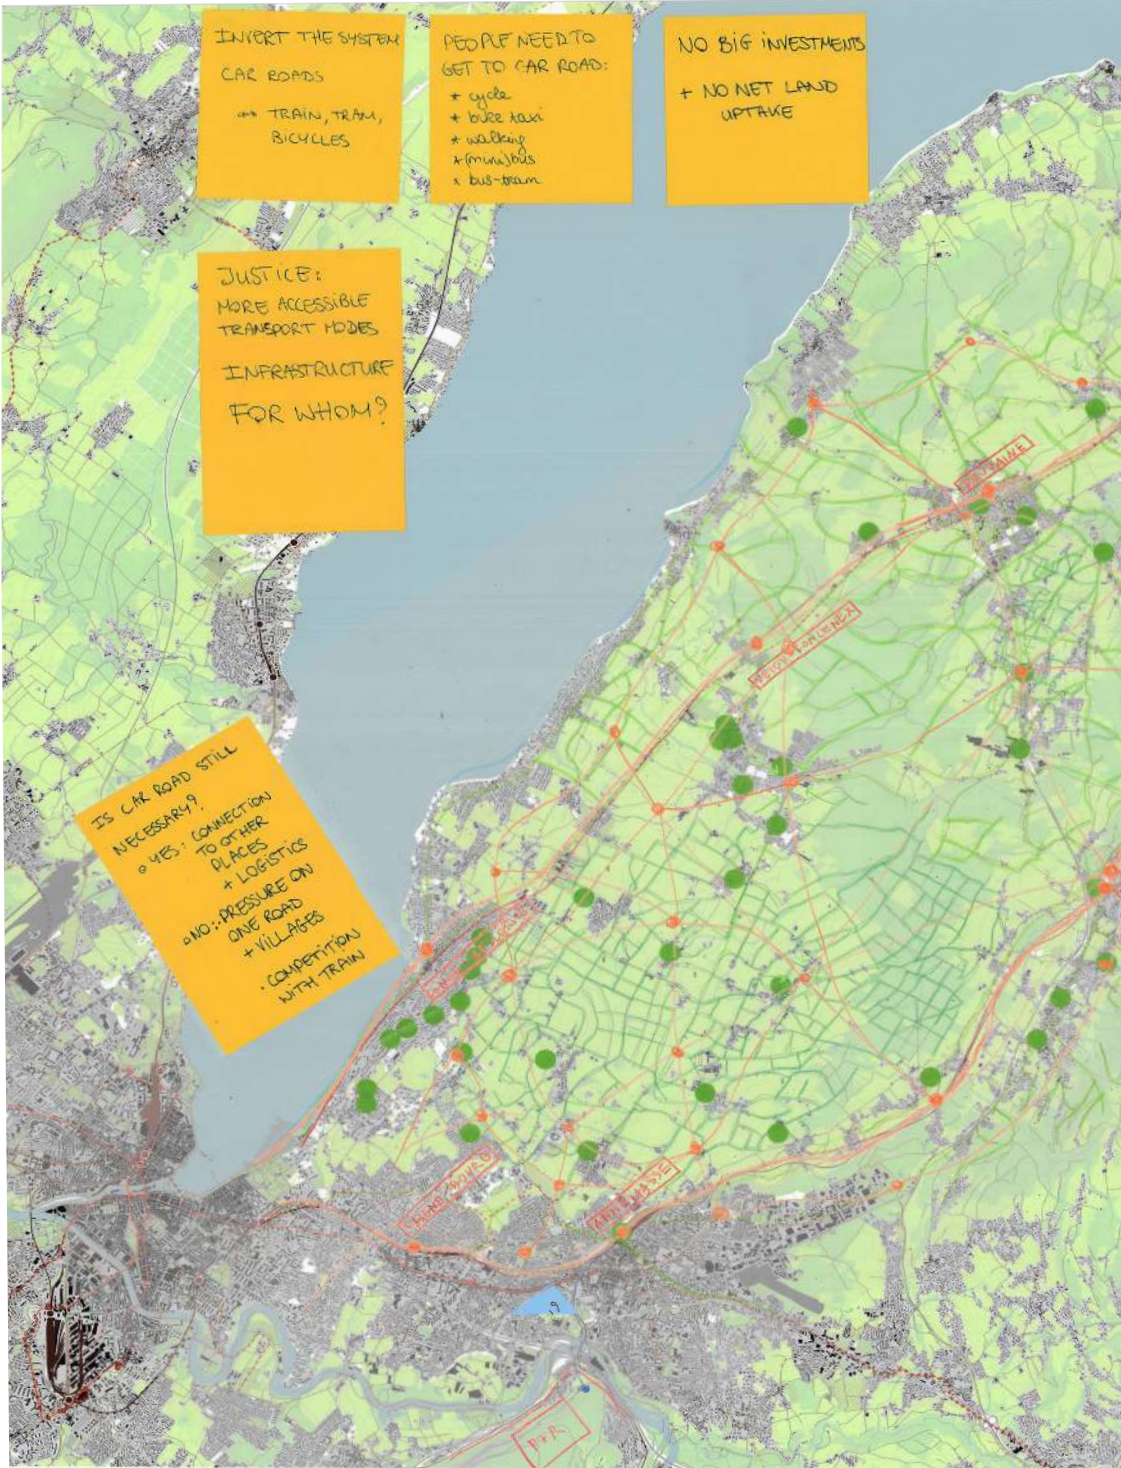 INVERT THE SYSTEM
CAR ROADS
↔ TRAIN, TRAM,
BICYCLES
PEOPLE NEED TO
GET TO CAR ROAD:
* cycle
* bike taxi
* walking
* (mini)bus
* bus-tram
NO BIG INVESTMENTS
+ NO NET LAND
UPTAKE
JUSTICE:
MORE ACCESSIBLE
TRANSPORT MODES
INFRASTRUCTURE
FOR WHOM?
IS CAR ROAD STILL
NECESSARY?
o YES: CONNECTION
TO OTHER
PLACES
+ LOGISTICS
o NO: PRESSURE ON
ONE ROAD
+ VILLAGES
. COMPETITION
WITH TRAIN
ANNEMASSE
P+R